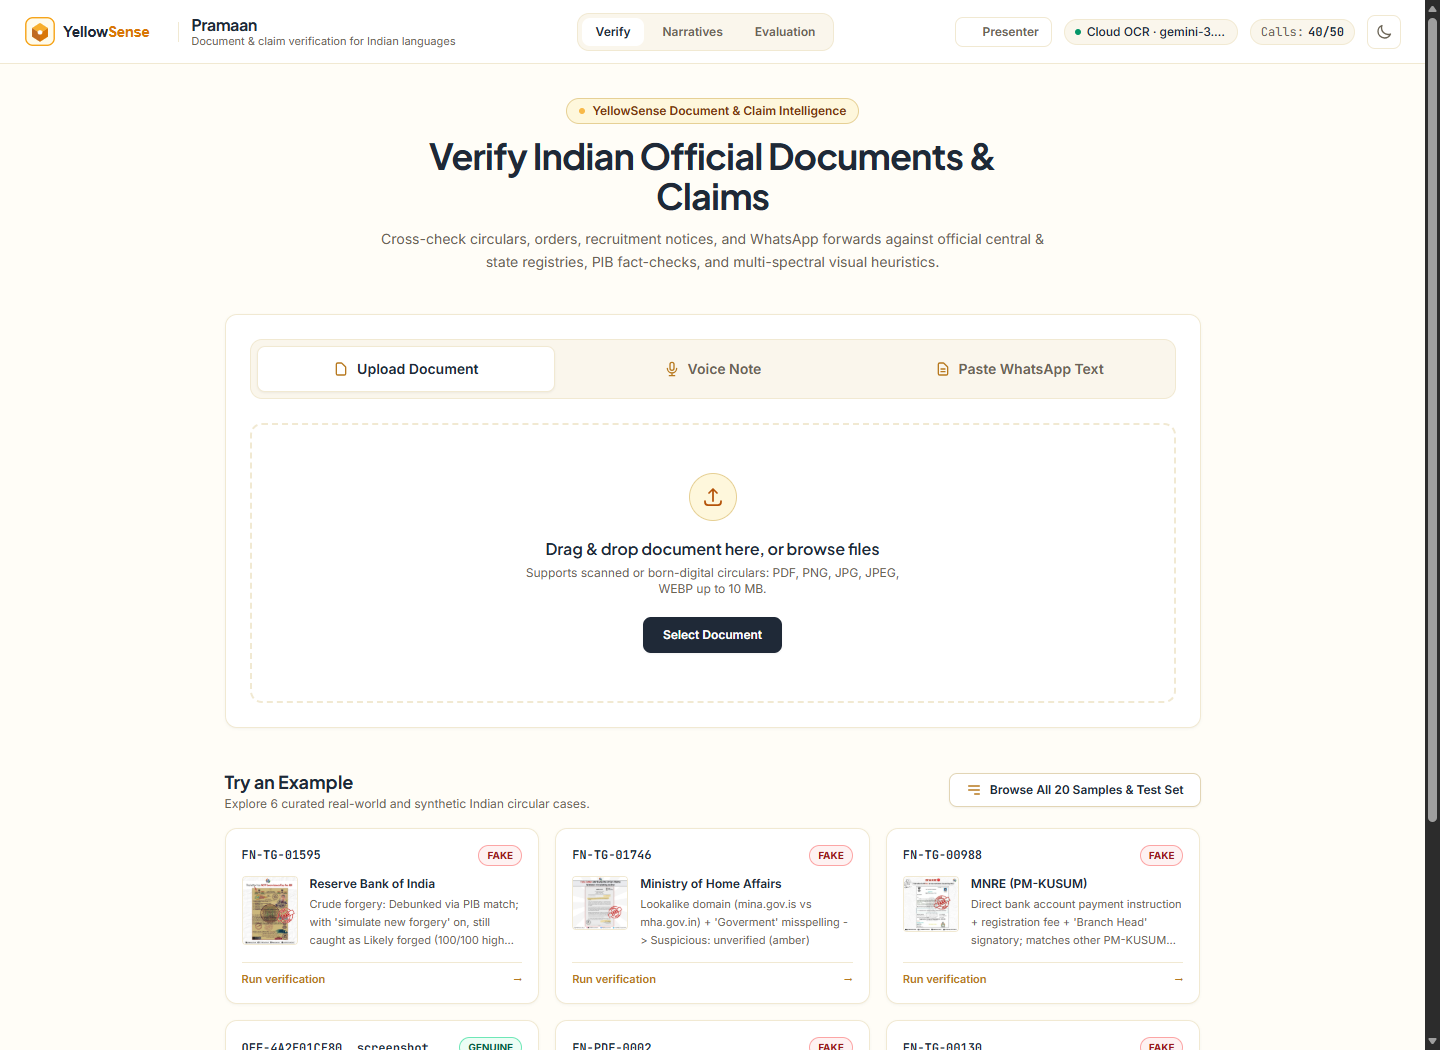 YellowSense
Pramaan
Document & claim verification for Indian languages
Verify
Narratives
Evaluation
Presenter
Cloud OCR · gemini-3....
Calls: 40/50
YellowSense Document & Claim Intelligence
Verify Indian Official Documents &
Claims
Cross-check circulars, orders, recruitment notices, and WhatsApp forwards against official central &
state registries, PIB fact-checks, and multi-spectral visual heuristics.
Upload Document
Voice Note
Paste WhatsApp Text
Drag & drop document here, or browse files
Supports scanned or born-digital circulars: PDF, PNG, JPG, JPEG,
WEBP up to 10 MB.
Select Document
Try an Example
Explore 6 curated real-world and synthetic Indian circular cases.
Browse All 20 Samples & Test Set
FN-TG-01595
FAKE
Reserve Bank of India
Crude forgery: Debunked via PIB match;
with 'simulate new forgery' on, still
caught as Likely forged (100/100 high...
Run verification →
FN-TG-01746
FAKE
Ministry of Home Affairs
Lookalike domain (mina.gov.is vs
mha.gov.in) + 'Goverment' misspelling -
> Suspicious: unverified (amber)
Run verification →
FN-TG-00988
FAKE
MNRE (PM-KUSUM)
Direct bank account payment instruction
+ registration fee + 'Branch Head'
signatory; matches other PM-KUSUM...
Run verification →
OFF-4A2F01CF80 screenshot
GENUINE
FN-PDF-0002
FAKE
FN-TG-00130
FAKE